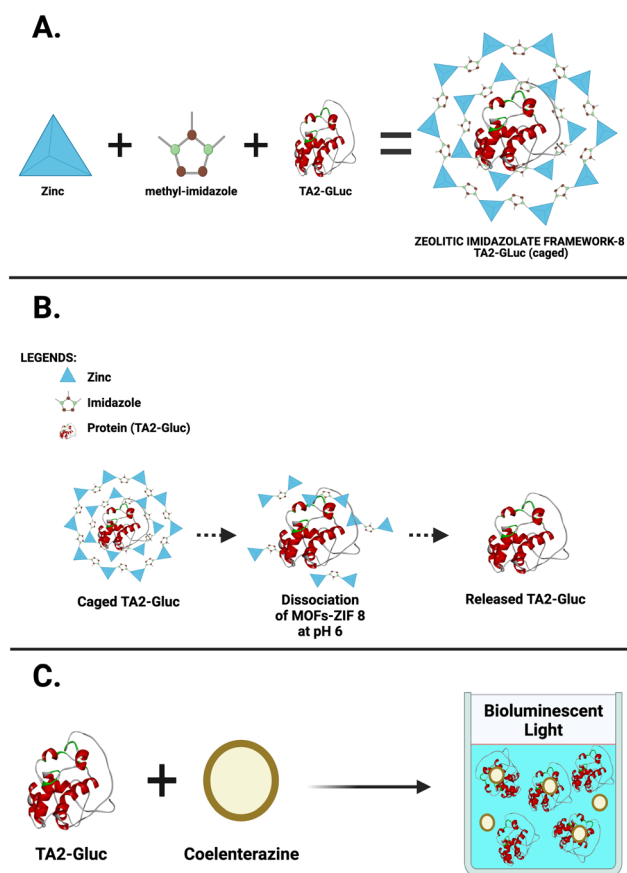 A.
Zinc
methyl-imidazole
TA2-GLuc
ZEOLITIC IMIDAZOLATE FRAMEWORK-8
TA2-GLuc (caged)
B.
LEGENDS:
Zinc
Imidazole
Protein (TA2-Gluc)
Caged TA2-Gluc
Dissociation
of MOFs-ZIF 8
at pH 6
Released TA2-Gluc
C.
TA2-Gluc
Coelenterazine
Bioluminescent
Light